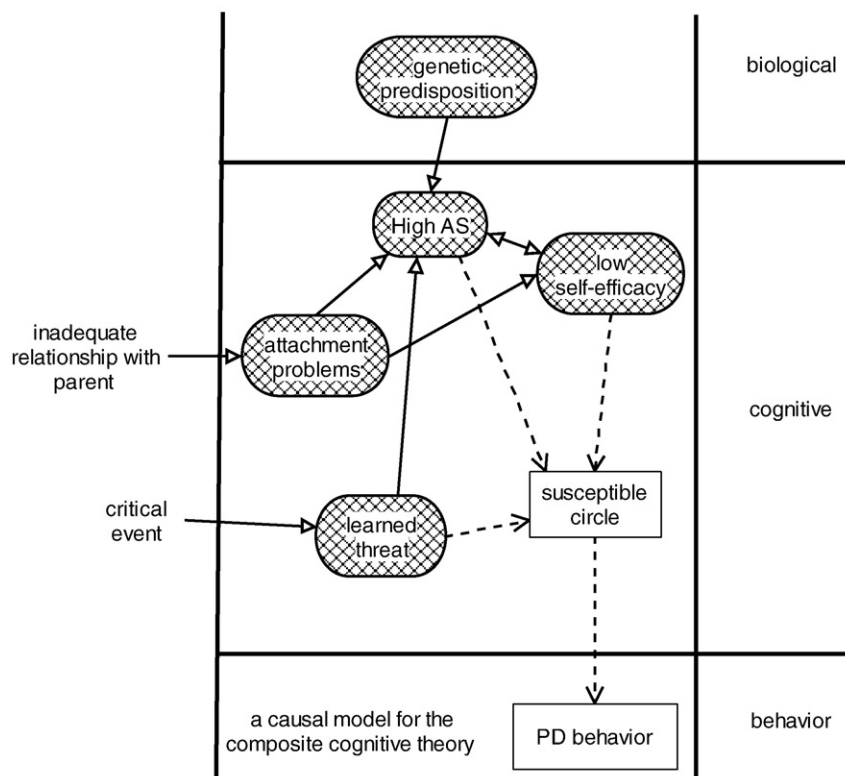 genetic
predisposition
biological
High AS
low
self-efficacy
inadequate
relationship with
parent
attachment
problems
cognitive
susceptible
circle
critical
event
learned
threat
a causal model for the
composite cognitive theory
PD behavior
behavior